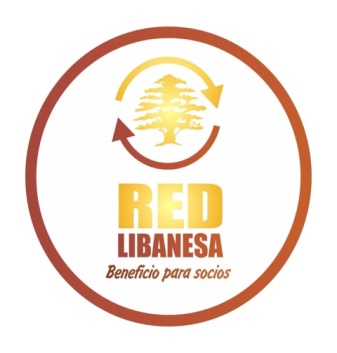 RED
LIBANESA
Beneficio para socios